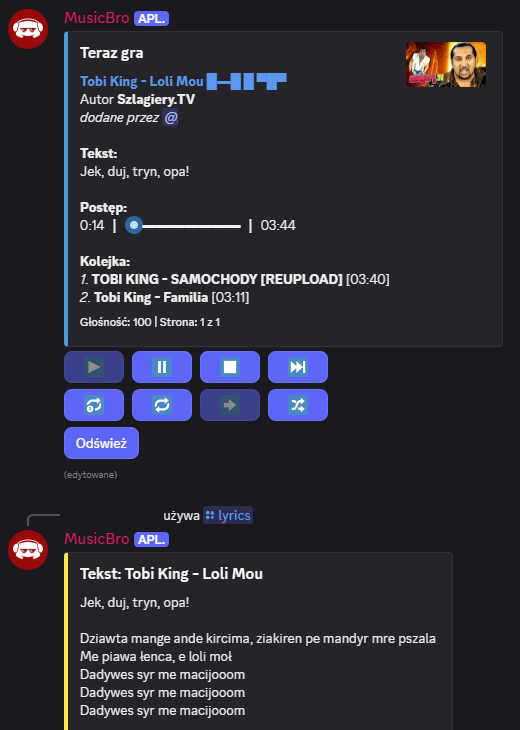 MusicBro APL.
Teraz gra
Tobi King - Loli Mou
Autor Szlagiery.TV
dodane przez @
Tekst:
Jek, duj, tryn, opa!
Postęp:
0:14 | | 03:44
Kolejka:
1. TOBI KING - SAMOCHODY [REUPLOAD] [03:40]
2. Tobi King - Familia [03:11]
Głośność: 100 | Strona: 1 z 1
Odśwież
(edytowane)
używa lyrics
MusicBro APL.
Tekst: Tobi King - Loli Mou
Jek, duj, tryn, opa!
Dziawta mange ande kircima, ziakiren pe mandyr mre pszala
Me piawa łenca, e loli moł
Dadywes syr me macijooom
Dadywes syr me macijooom
Dadywes syr me macijooom